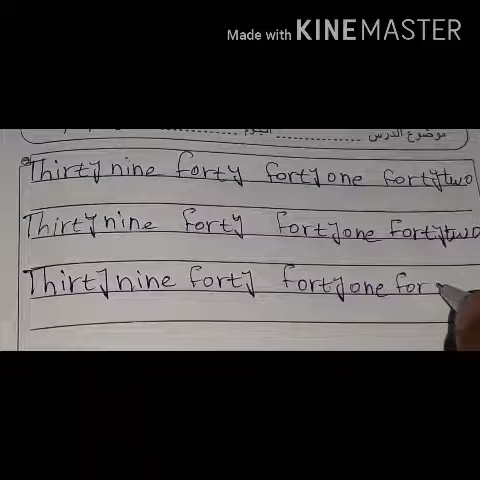 Made with KINEMASTER
موضوع الدرس ............ اليوم ............
Thirty nine forty forty one forty two
Thirty nine forty forty one forty two
Thirty nine forty forty one for